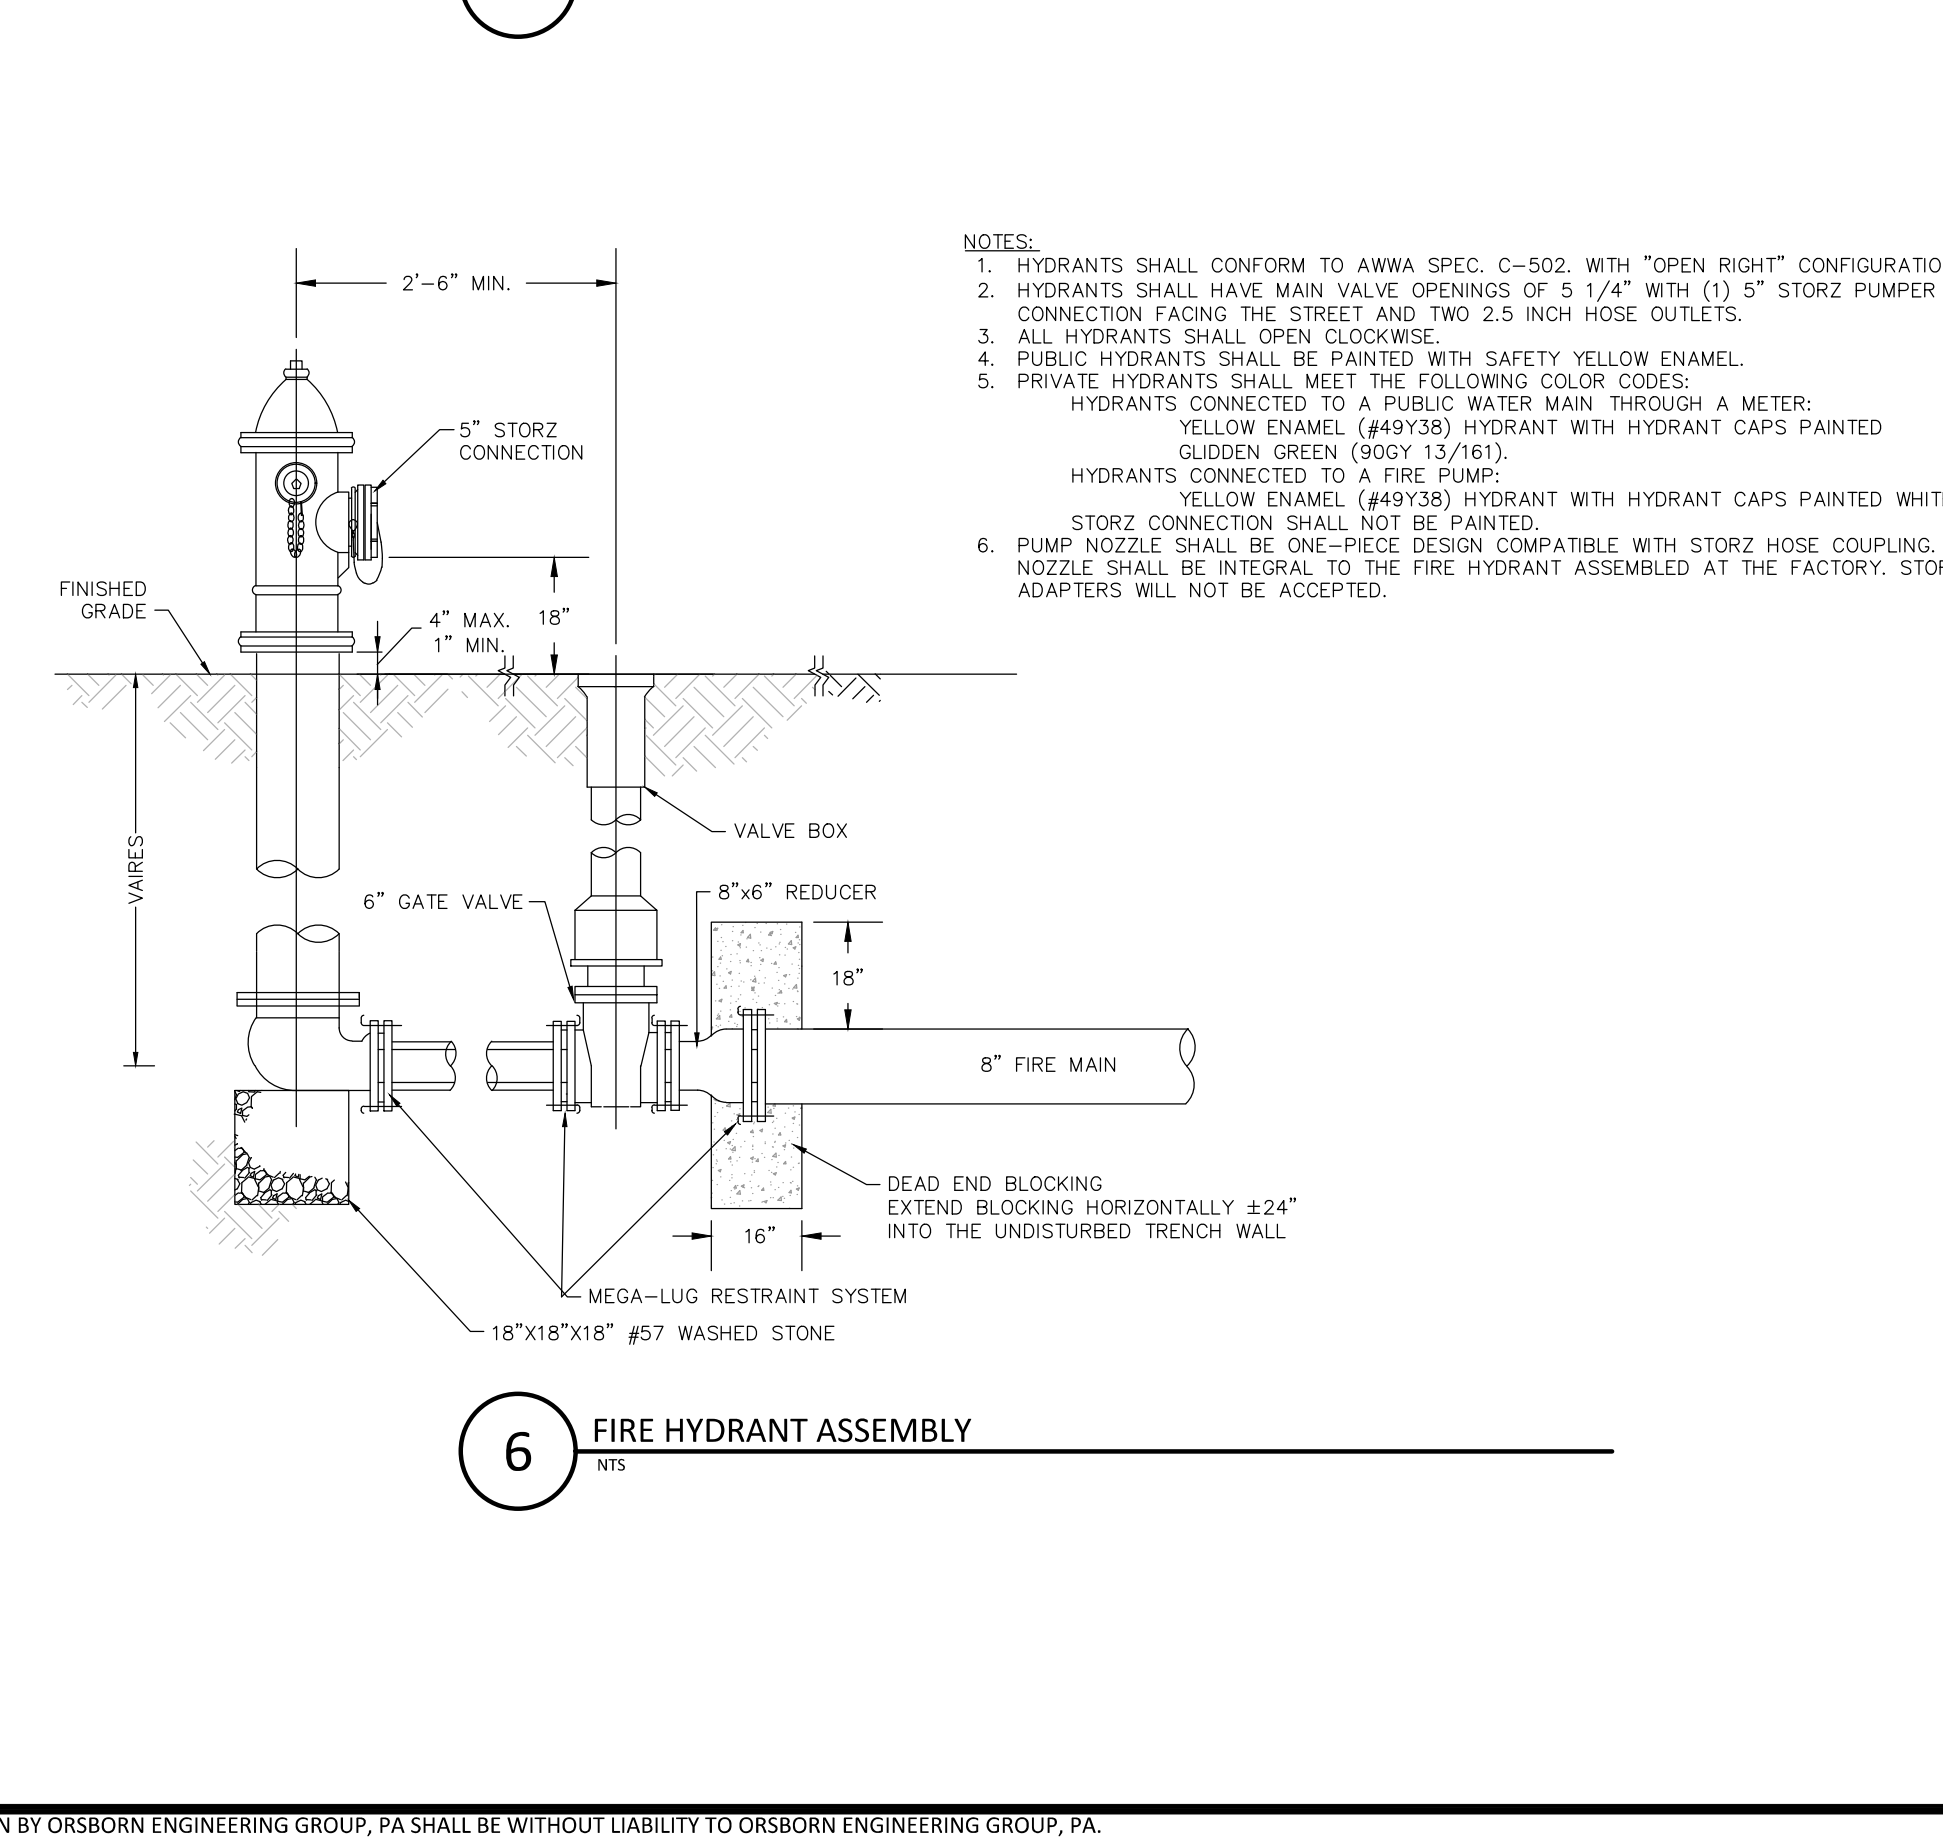 2'-6" MIN.
5" STORZ
CONNECTION
FINISHED
GRADE
4" MAX.
1" MIN.
18"
VAIRES
VALVE BOX
6" GATE VALVE
8"x6" REDUCER
18"
8" FIRE MAIN
DEAD END BLOCKING
EXTEND BLOCKING HORIZONTALLY ±24"
INTO THE UNDISTURBED TRENCH WALL
16"
MEGA-LUG RESTRAINT SYSTEM
18"X18"X18" #57 WASHED STONE
NOTES:
1. HYDRANTS SHALL CONFORM TO AWWA SPEC. C-502. WITH "OPEN RIGHT" CONFIGURATIO
2. HYDRANTS SHALL HAVE MAIN VALVE OPENINGS OF 5 1/4" WITH (1) 5" STORZ PUMPER
CONNECTION FACING THE STREET AND TWO 2.5 INCH HOSE OUTLETS.
3. ALL HYDRANTS SHALL OPEN CLOCKWISE.
4. PUBLIC HYDRANTS SHALL BE PAINTED WITH SAFETY YELLOW ENAMEL.
5. PRIVATE HYDRANTS SHALL MEET THE FOLLOWING COLOR CODES:
HYDRANTS CONNECTED TO A PUBLIC WATER MAIN THROUGH A METER:
YELLOW ENAMEL (#49Y38) HYDRANT WITH HYDRANT CAPS PAINTED
GLIDDEN GREEN (90GY 13/161).
HYDRANTS CONNECTED TO A FIRE PUMP:
YELLOW ENAMEL (#49Y38) HYDRANT WITH HYDRANT CAPS PAINTED WHIT
STORZ CONNECTION SHALL NOT BE PAINTED.
6. PUMP NOZZLE SHALL BE ONE-PIECE DESIGN COMPATIBLE WITH STORZ HOSE COUPLING.
NOZZLE SHALL BE INTEGRAL TO THE FIRE HYDRANT ASSEMBLED AT THE FACTORY. STO
ADAPTERS WILL NOT BE ACCEPTED.
6
FIRE HYDRANT ASSEMBLY
NTS
N BY ORSBORN ENGINEERING GROUP, PA SHALL BE WITHOUT LIABILITY TO ORSBORN ENGINEERING GROUP, PA.